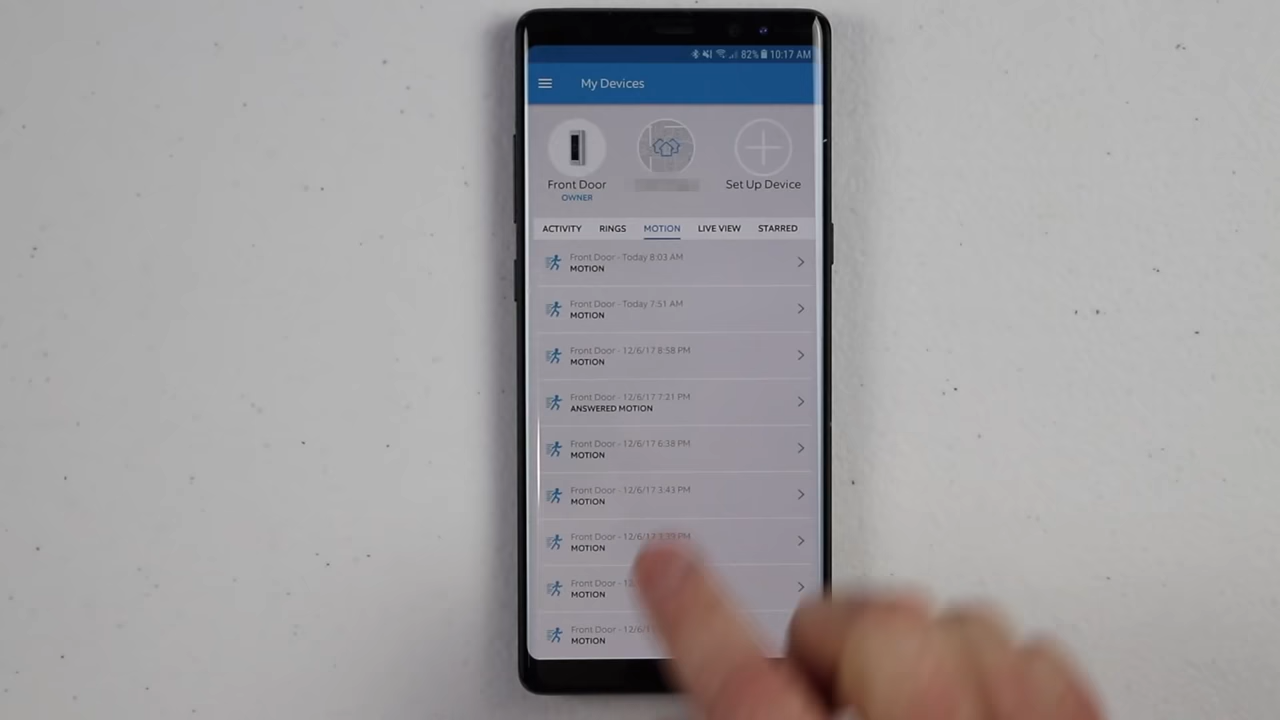 82% 10:17 AM
My Devices
Front Door
OWNER
Set Up Device
ACTIVITY RINGS MOTION LIVE VIEW STARRED
Front Door - Today 8:03 AM
MOTION
Front Door - Today 7:51 AM
MOTION
Front Door - 12/6/17 8:58 PM
MOTION
Front Door - 12/6/17 7:21 PM
ANSWERED MOTION
Front Door - 12/6/17 6:38 PM
MOTION
Front Door - 12/6/17 3:43 PM
MOTION
Front Door - 12/6/17 PM
MOTION
Front Door -
MOTION
Front Door - 12/6/1
MOTION